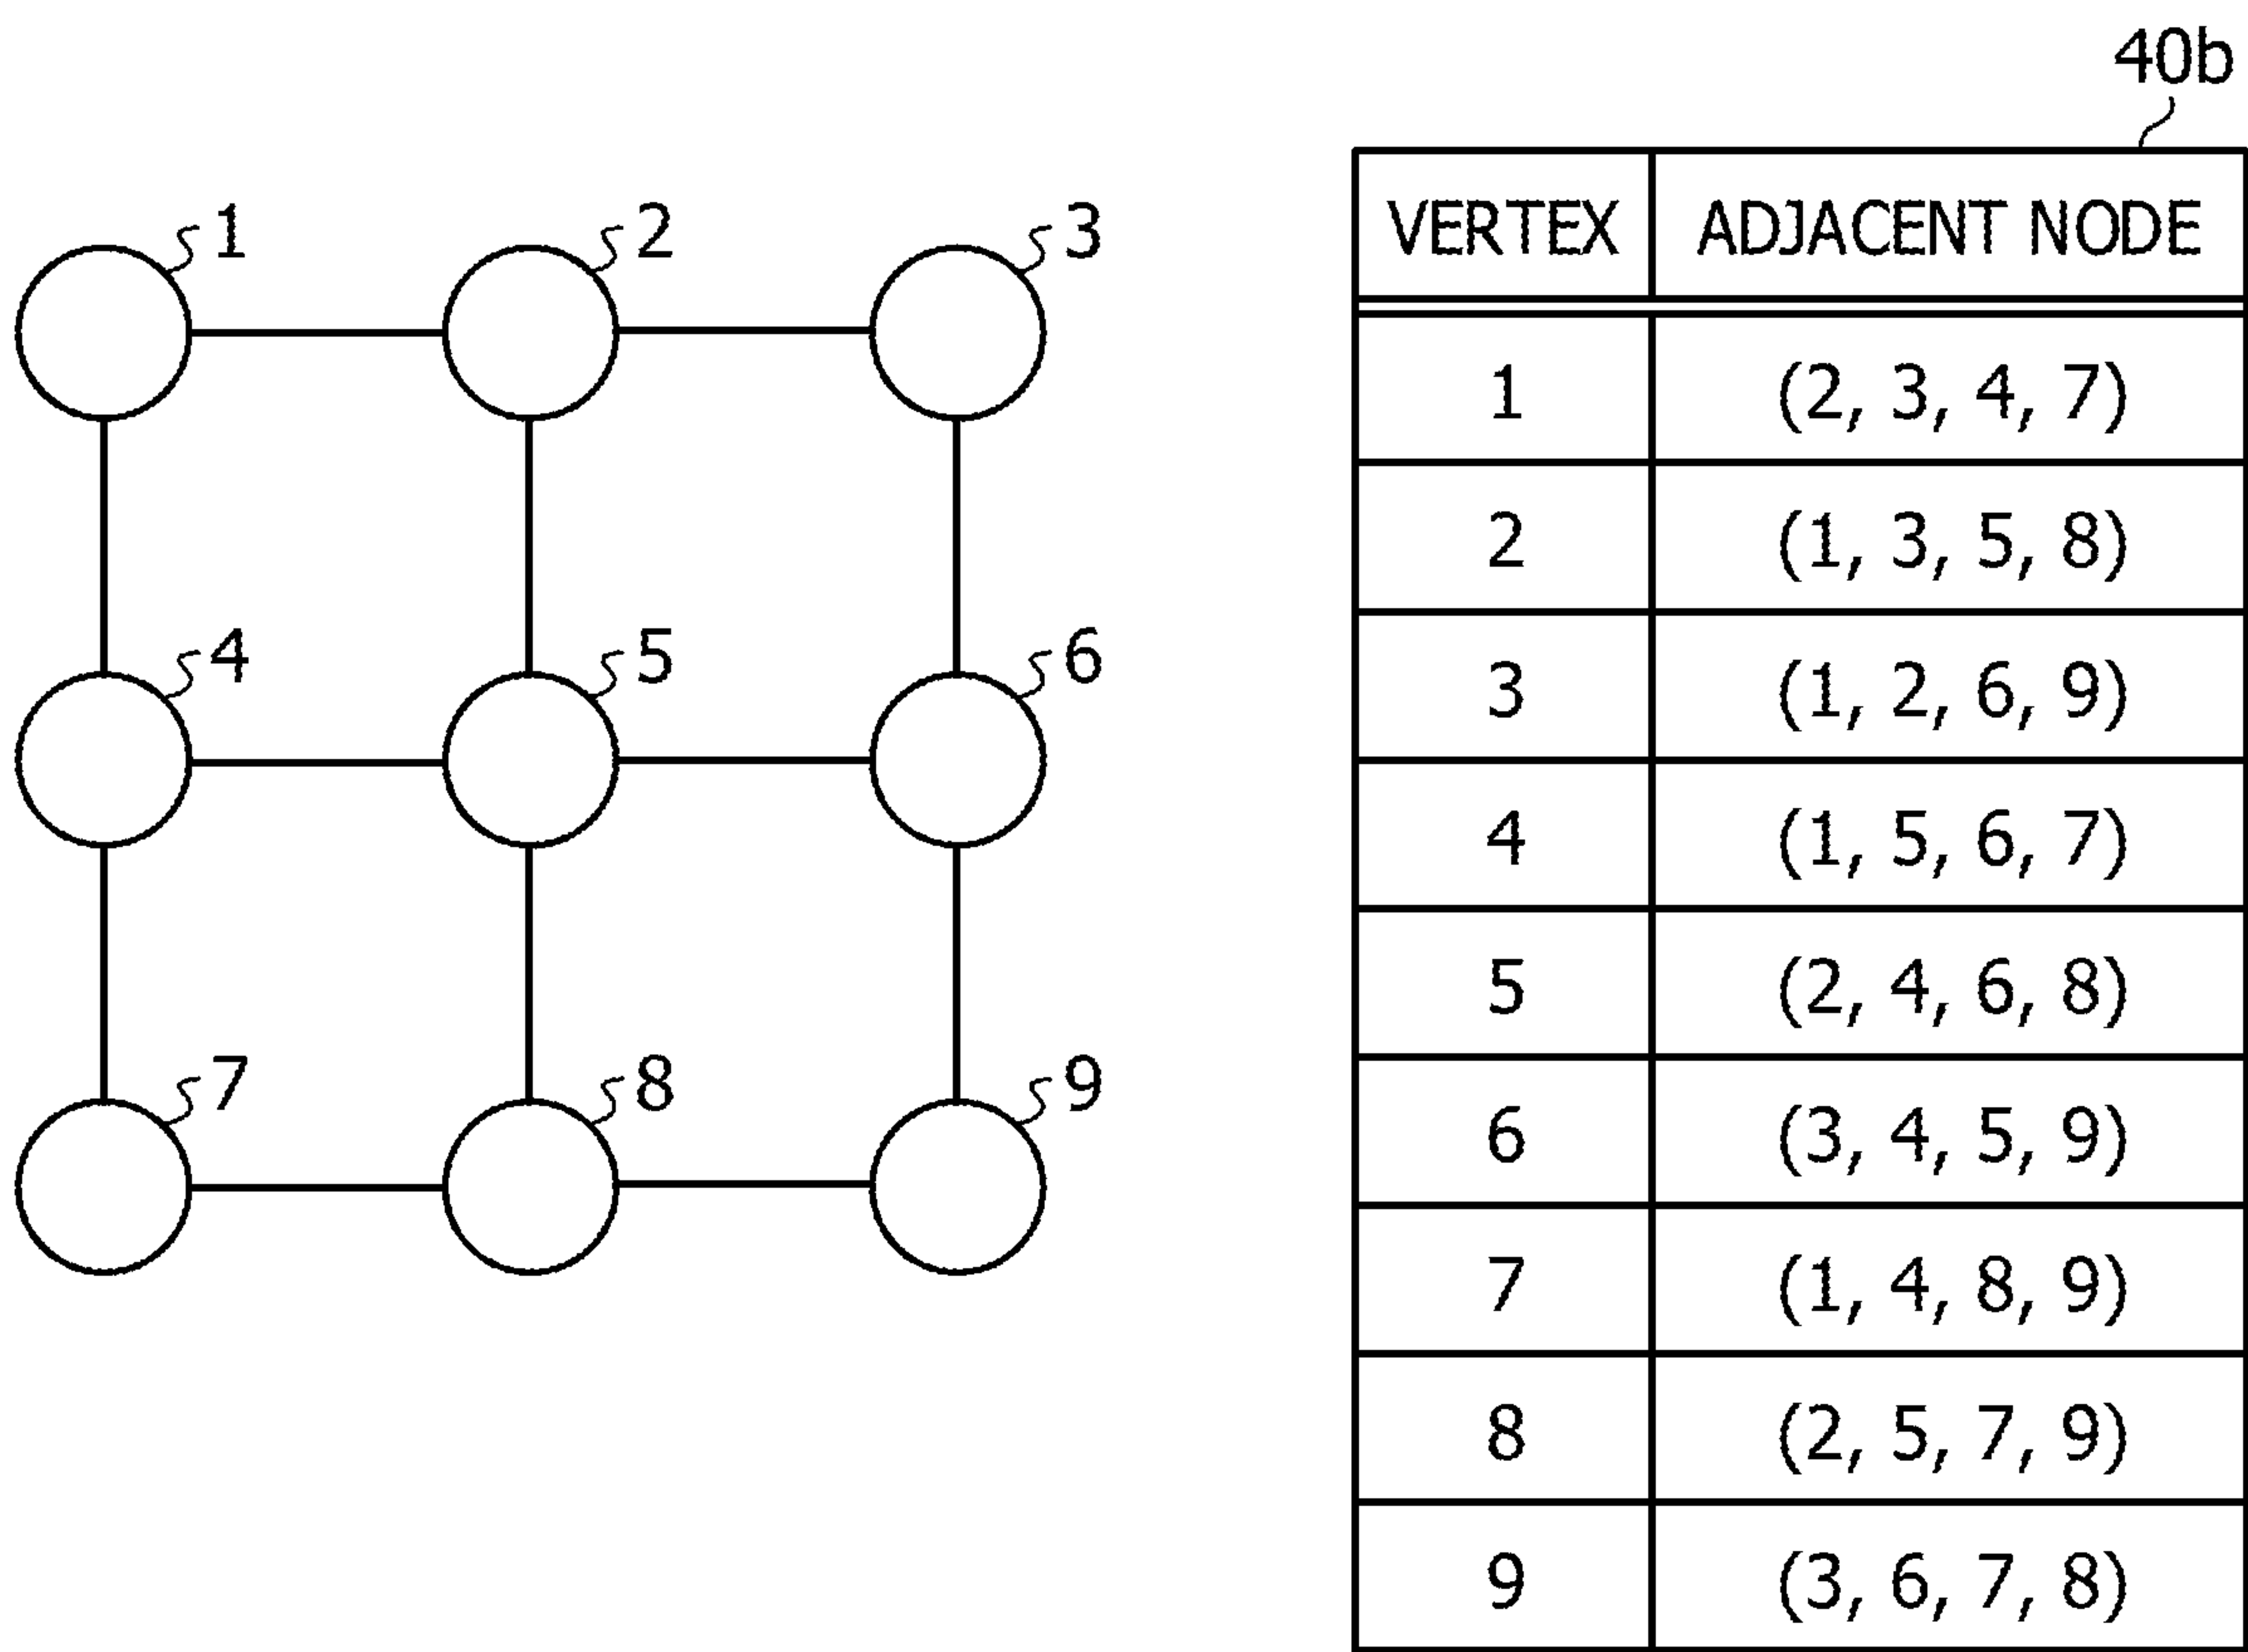 40b
1 2 3
4 5 6
7 8 9
VERTEX ADJACENT NODE
1 (2, 3, 4, 7)
2 (1, 3, 5, 8)
3 (1, 2, 6, 9)
4 (1, 5, 6, 7)
5 (2, 4, 6, 8)
6 (3, 4, 5, 9)
7 (1, 4, 8, 9)
8 (2, 5, 7, 9)
9 (3, 6, 7, 8)